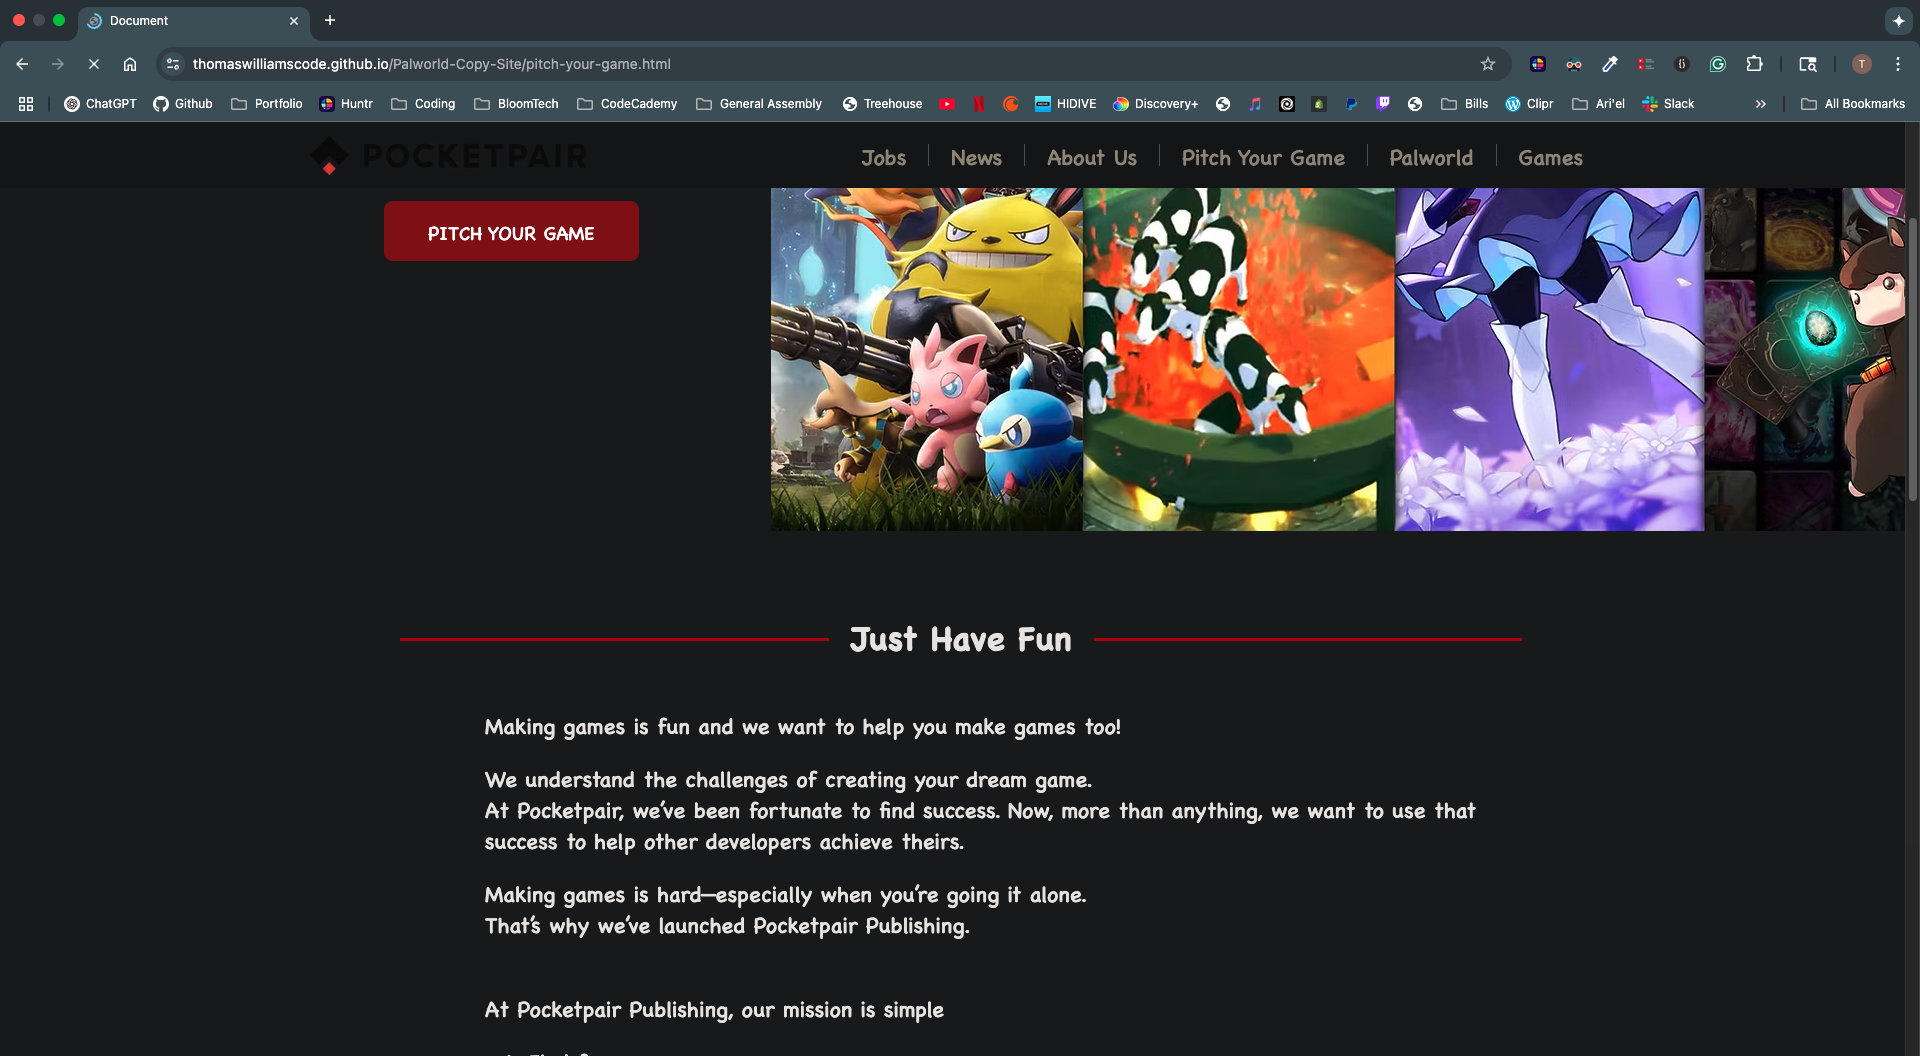 Document
thomaswilliamscode.github.io/Palworld-Copy-Site/pitch-your-game.html
T
ChatGPT Github Portfolio Huntr Coding BloomTech CodeCademy General Assembly Treehouse HIDIVE Discovery+ Bills Clipr Ari'el Slack All Bookmarks
POCKETPAIR Jobs News About Us Pitch Your Game Palworld Games
PITCH YOUR GAME
Just Have Fun
Making games is fun and we want to help you make games too!
We understand the challenges of creating your dream game.
At Pocketpair, we've been fortunate to find success. Now, more than anything, we want to use that
success to help other developers achieve theirs.
Making games is hard—especially when you're going it alone.
That's why we've launched Pocketpair Publishing.
At Pocketpair Publishing, our mission is simple